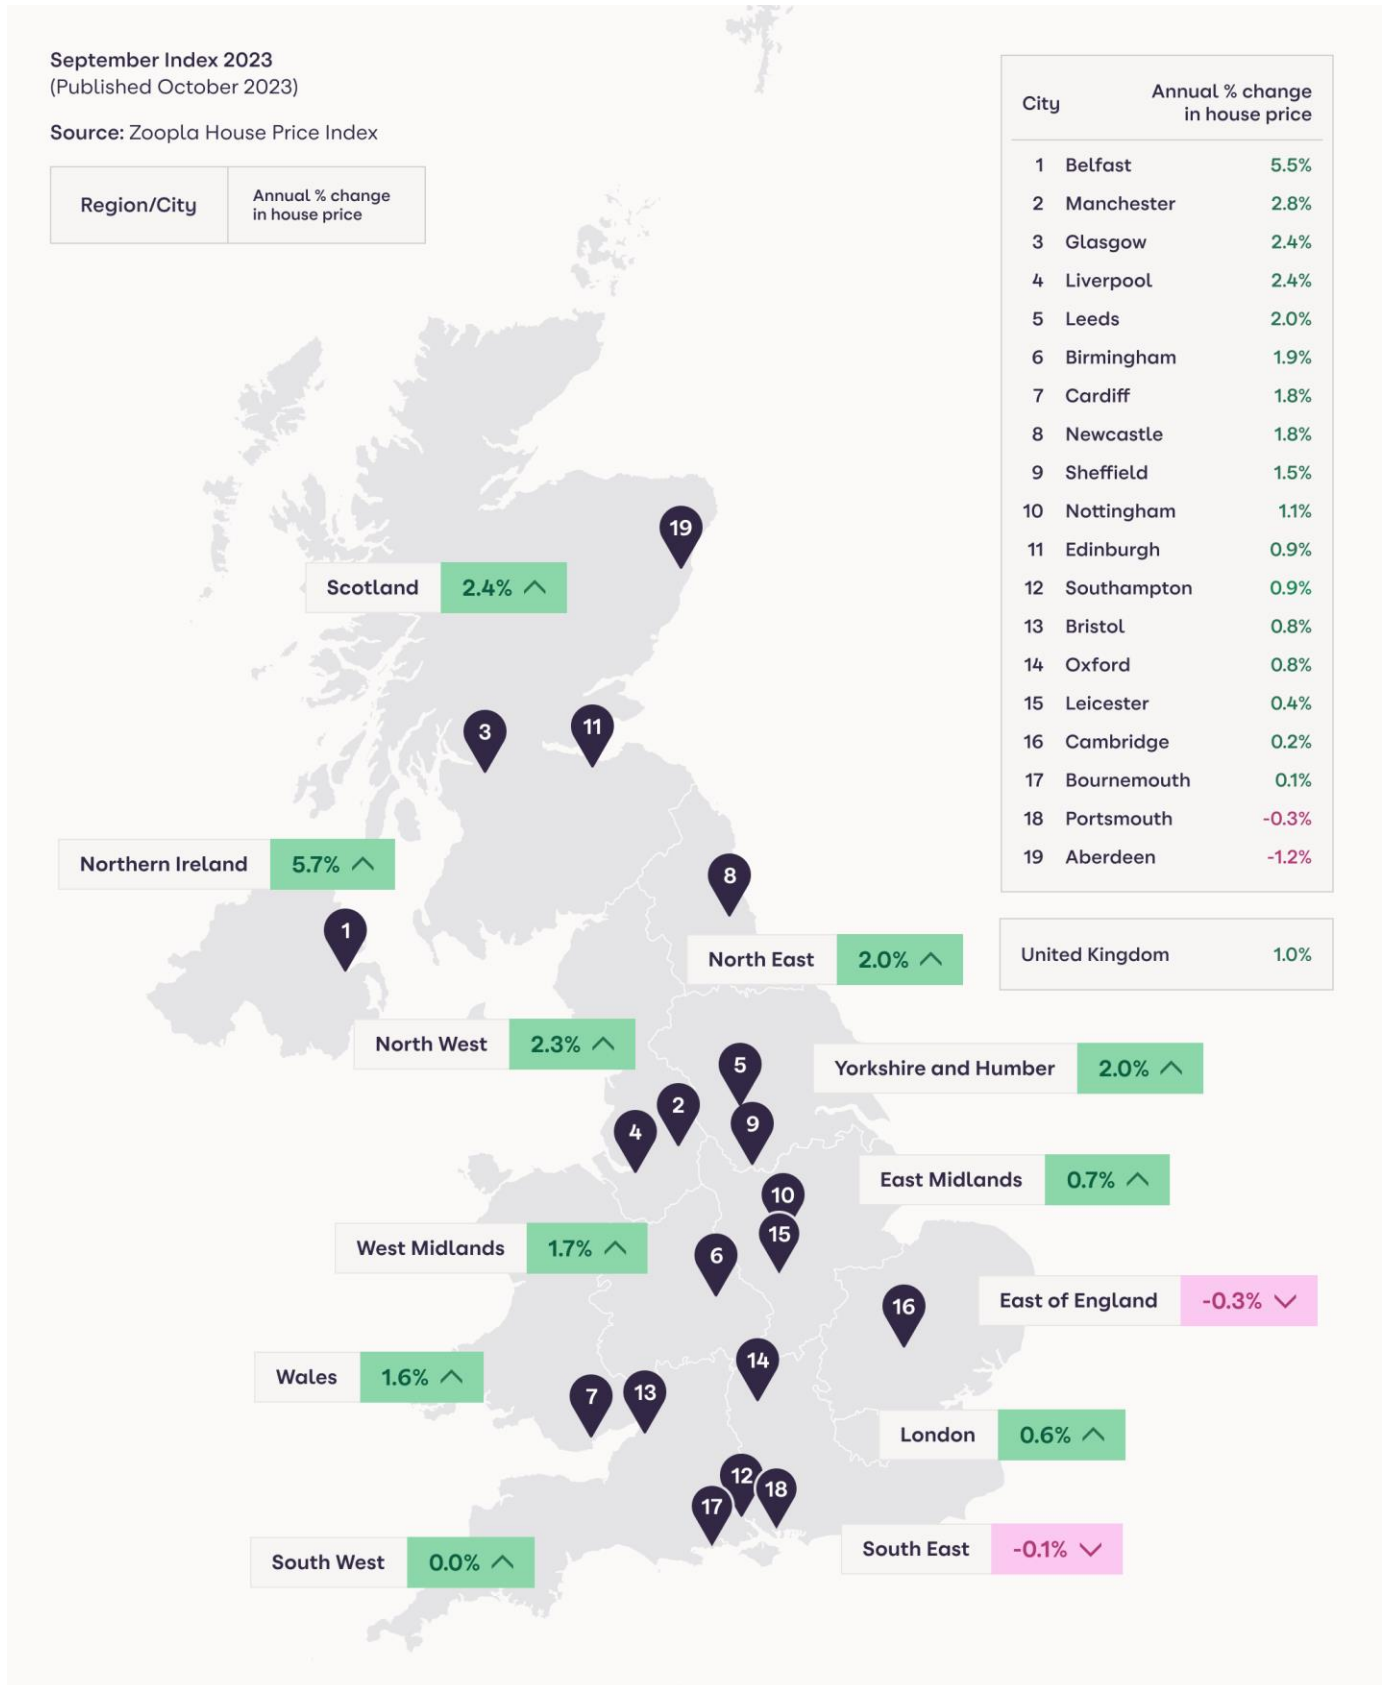 September Index 2023
(Published October 2023)
Source: Zoopla House Price Index
Region/City
Annual % change
in house price
City
Annual % change
in house price
1 Belfast 5.5%
2 Manchester 2.8%
3 Glasgow 2.4%
4 Liverpool 2.4%
5 Leeds 2.0%
6 Birmingham 1.9%
7 Cardiff 1.8%
8 Newcastle 1.8%
9 Sheffield 1.5%
10 Nottingham 1.1%
11 Edinburgh 0.9%
12 Southampton 0.9%
13 Bristol 0.8%
14 Oxford 0.8%
15 Leicester 0.4%
16 Cambridge 0.2%
17 Bournemouth 0.1%
18 Portsmouth -0.3%
19 Aberdeen -1.2%
United Kingdom 1.0%
19
Scotland 2.4%
3
11
Northern Ireland 5.7%
8
1
North East 2.0%
North West 2.3%
5
Yorkshire and Humber 2.0%
2
4
9
East Midlands 0.7%
10
15
West Midlands 1.7%
6
East of England -0.3%
16
Wales 1.6%
14
7
13
London 0.6%
12
18
17
South East -0.1%
South West 0.0%